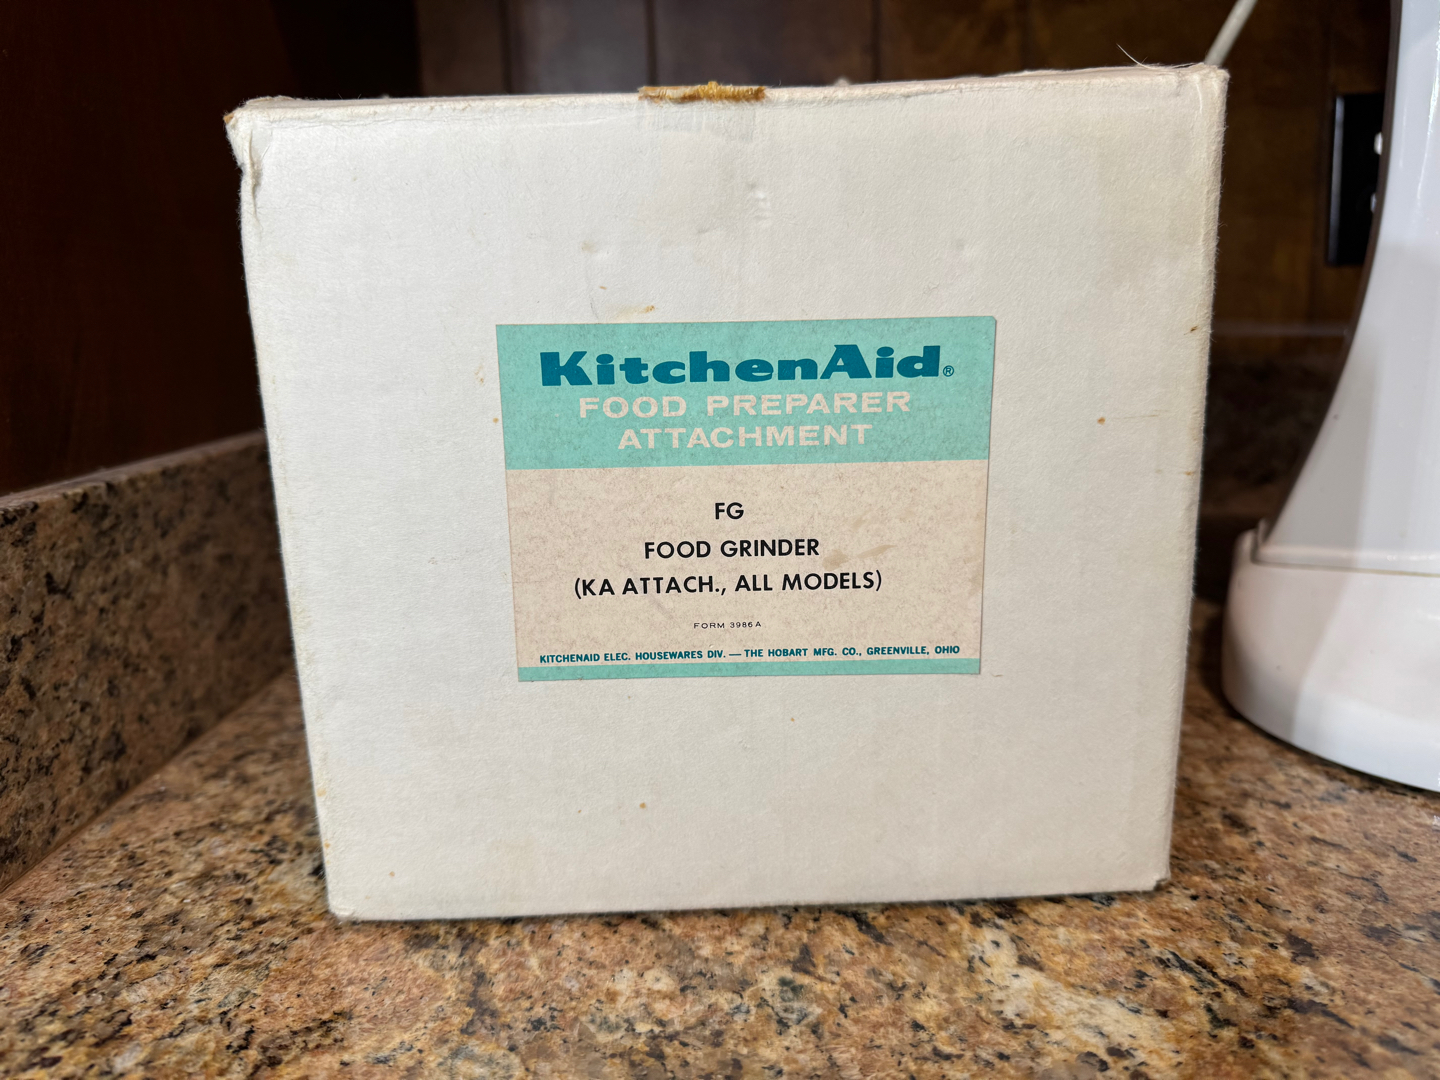 KitchenAid®
FOOD PREPARER
ATTACHMENT
FG
FOOD GRINDER
(KA ATTACH., ALL MODELS)
FORM 3986A
KITCHENAID ELEC. HOUSEWARES DIV. — THE HOBART MFG. CO., GREENVILLE, OHIO